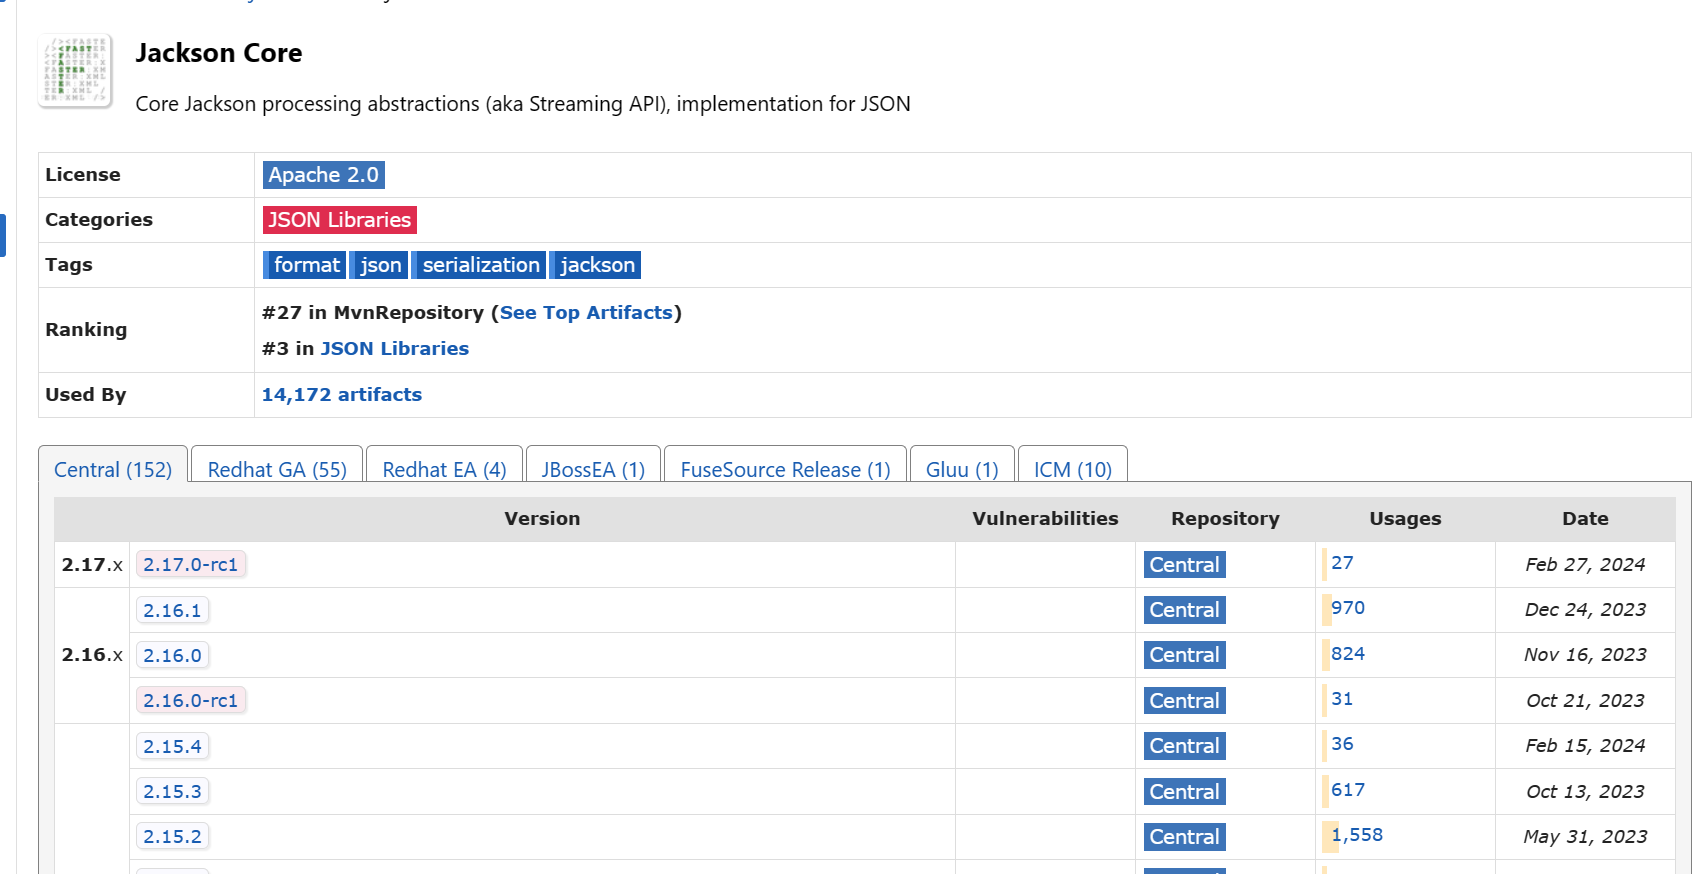 Jackson Core
Core Jackson processing abstractions (aka Streaming API), implementation for JSON
License Apache 2.0
Categories JSON Libraries
Tags format json serialization jackson
Ranking #27 in MvnRepository (See Top Artifacts)
#3 in JSON Libraries
Used By 14,172 artifacts
Central (152) Redhat GA (55) Redhat EA (4) JBossEA (1) FuseSource Release (1) Gluu (1) ICM (10)
Version Vulnerabilities Repository Usages Date
2.17.x 2.17.0-rc1 Central 27 Feb 27, 2024
2.16.1 Central 970 Dec 24, 2023
2.16.x 2.16.0 Central 824 Nov 16, 2023
2.16.0-rc1 Central 31 Oct 21, 2023
2.15.4 Central 36 Feb 15, 2024
2.15.3 Central 617 Oct 13, 2023
2.15.2 Central 1,558 May 31, 2023